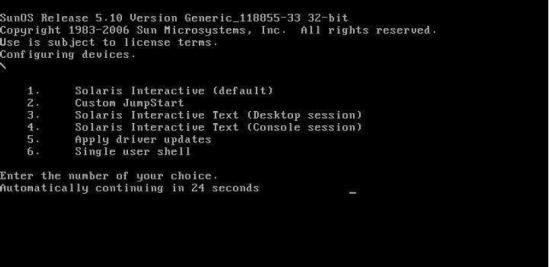 SunOS Release 5.10 Version Generic_118855-33 32-bit
Copyright 1983-2006 Sun Microsystems, Inc.  All rights reserved.
Use is subject to license terms.
Configuring devices.
\
1.     Solaris Interactive (default)
2.     Custom JumpStart
3.     Solaris Interactive Text (Desktop session)
4.     Solaris Interactive Text (Console session)
5.     Apply driver updates
6.     Single user shell
Enter the number of your choice.
Automatically continuing in 24 seconds _